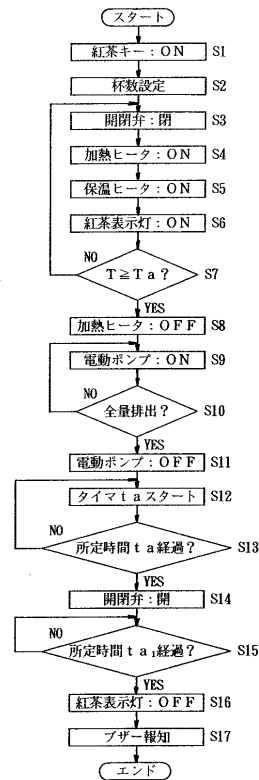 スタート
紅茶キー：ＯＮ S1
杯数設定 S2
開閉弁：閉 S3
加熱ヒータ：ＯＮ S4
保温ヒータ：ＯＮ S5
紅茶表示灯：ＯＮ S6
NO
Ｔ≧Ｔａ？ S7
YES
加熱ヒータ：ＯＦＦ S8
電動ポンプ：ＯＮ S9
NO
全量排出？ S10
YES
電動ポンプ：ＯＦＦ S11
タイマｔａスタート S12
NO
所定時間ｔａ経過？ S13
YES
開閉弁：開 S14
NO
所定時間ｔａ₁経過？ S15
YES
紅茶表示灯：ＯＦＦ S16
ブザー報知 S17
エンド